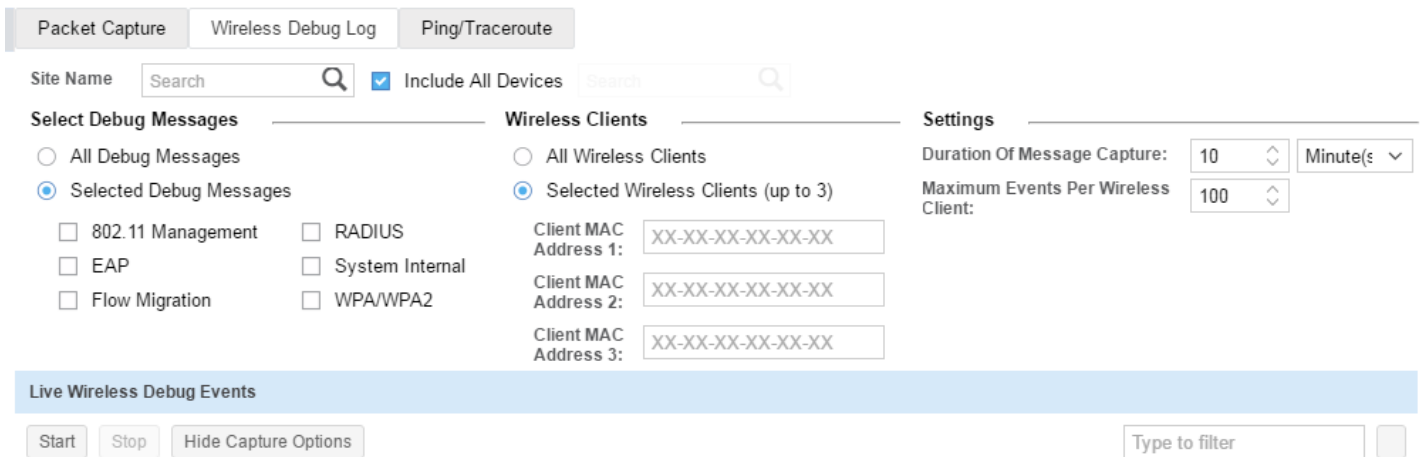 Packet Capture Wireless Debug Log Ping/Traceroute
Site Name Search Include All Devices Search
Select Debug Messages Wireless Clients Settings
All Debug Messages All Wireless Clients Duration Of Message Capture: 10 Minute(s
Selected Debug Messages Selected Wireless Clients (up to 3) Maximum Events Per Wireless
Client: 100
802.11 Management RADIUS Client MAC
Address 1: XX-XX-XX-XX-XX-XX
EAP System Internal Client MAC
Address 2: XX-XX-XX-XX-XX-XX
Flow Migration WPA/WPA2 Client MAC
Address 3: XX-XX-XX-XX-XX-XX
Live Wireless Debug Events
Start Stop Hide Capture Options Type to filter